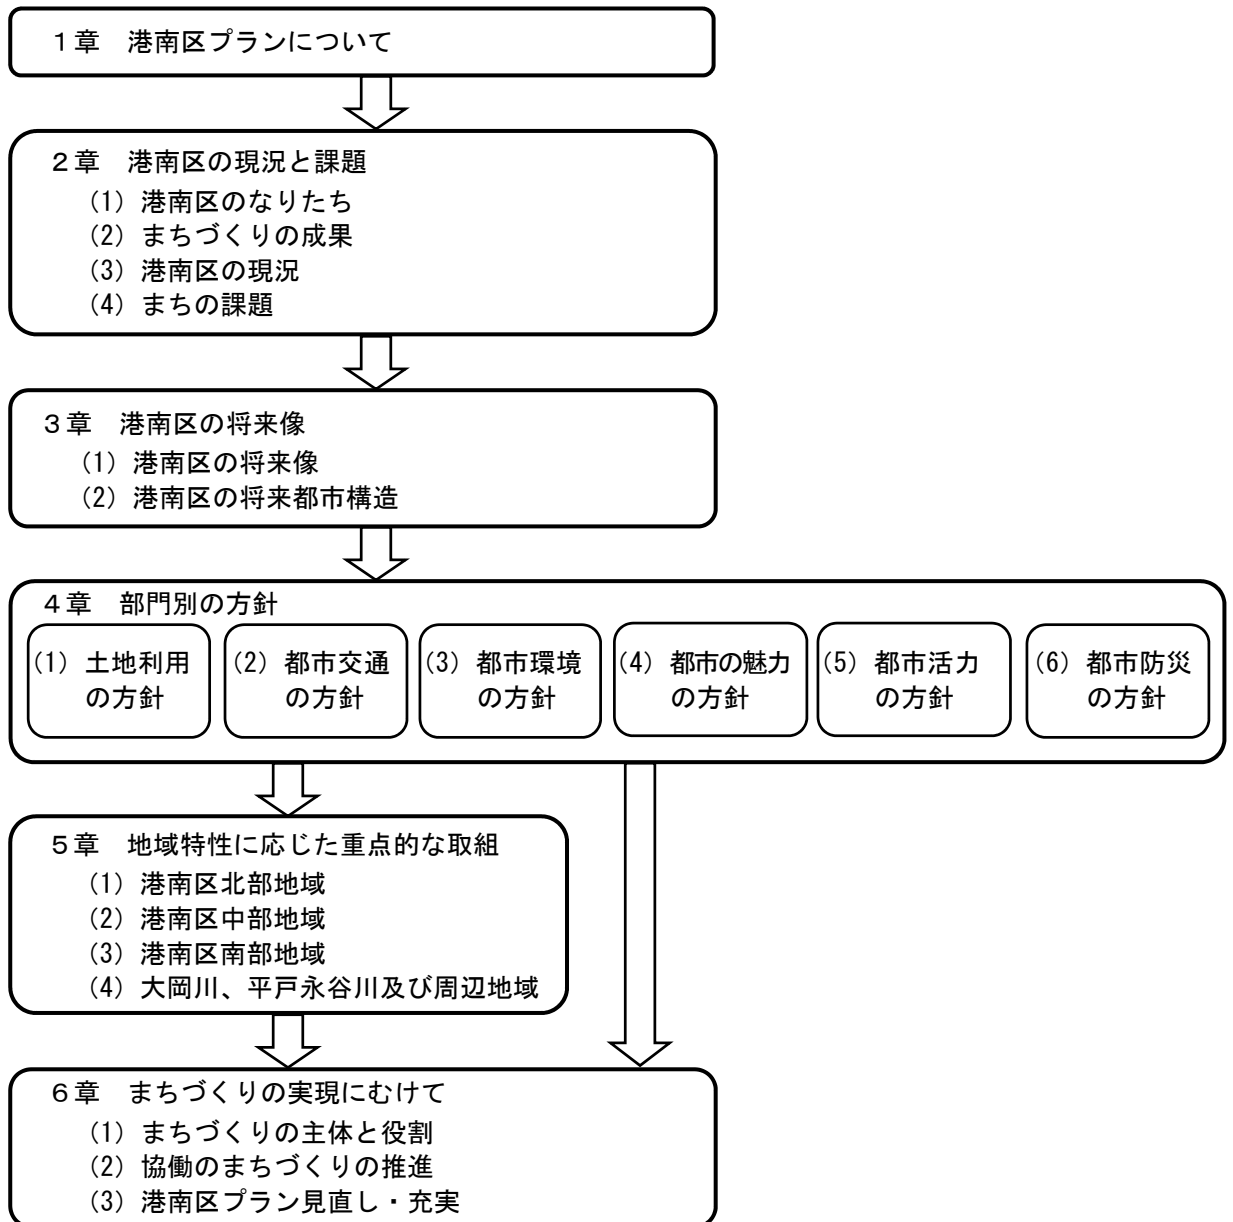 １章　港南区プランについて
２章　港南区の現況と課題
(1) 港南区のなりたち
(2) まちづくりの成果
(3) 港南区の現況
(4) まちの課題
３章　港南区の将来像
(1) 港南区の将来像
(2) 港南区の将来都市構造
４章　部門別の方針
(1) 土地利用
の方針
(2) 都市交通
の方針
(3) 都市環境
の方針
(4) 都市の魅力
の方針
(5) 都市活力
の方針
(6) 都市防災
の方針
５章　地域特性に応じた重点的な取組
(1) 港南区北部地域
(2) 港南区中部地域
(3) 港南区南部地域
(4) 大岡川、平戸永谷川及び周辺地域
６章　まちづくりの実現にむけて
(1) まちづくりの主体と役割
(2) 協働のまちづくりの推進
(3) 港南区プラン見直し・充実